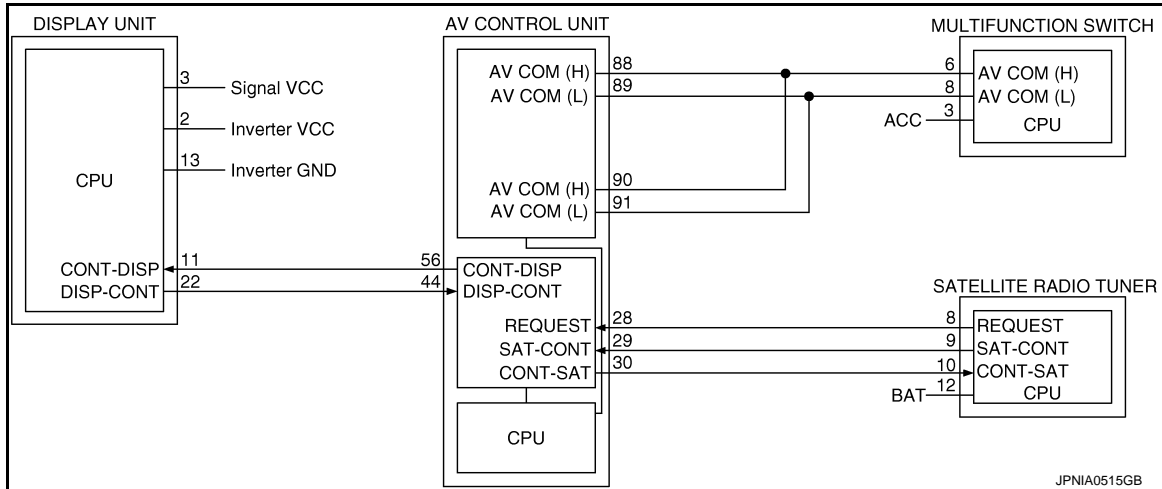 DISPLAY UNIT
CPU
3 Signal VCC
2 Inverter VCC
13 Inverter GND
CONT-DISP 11
DISP-CONT 22
AV CONTROL UNIT
AV COM (H) 88
AV COM (L) 89
AV COM (H) 90
AV COM (L) 91
56 CONT-DISP
44 DISP-CONT
REQUEST 28
SAT-CONT 29
CONT-SAT 30
CPU
MULTIFUNCTION SWITCH
6 AV COM (H)
8 AV COM (L)
ACC 3
CPU
SATELLITE RADIO TUNER
8 REQUEST
9 SAT-CONT
10 CONT-SAT
BAT 12
CPU
JPNIA0515GB